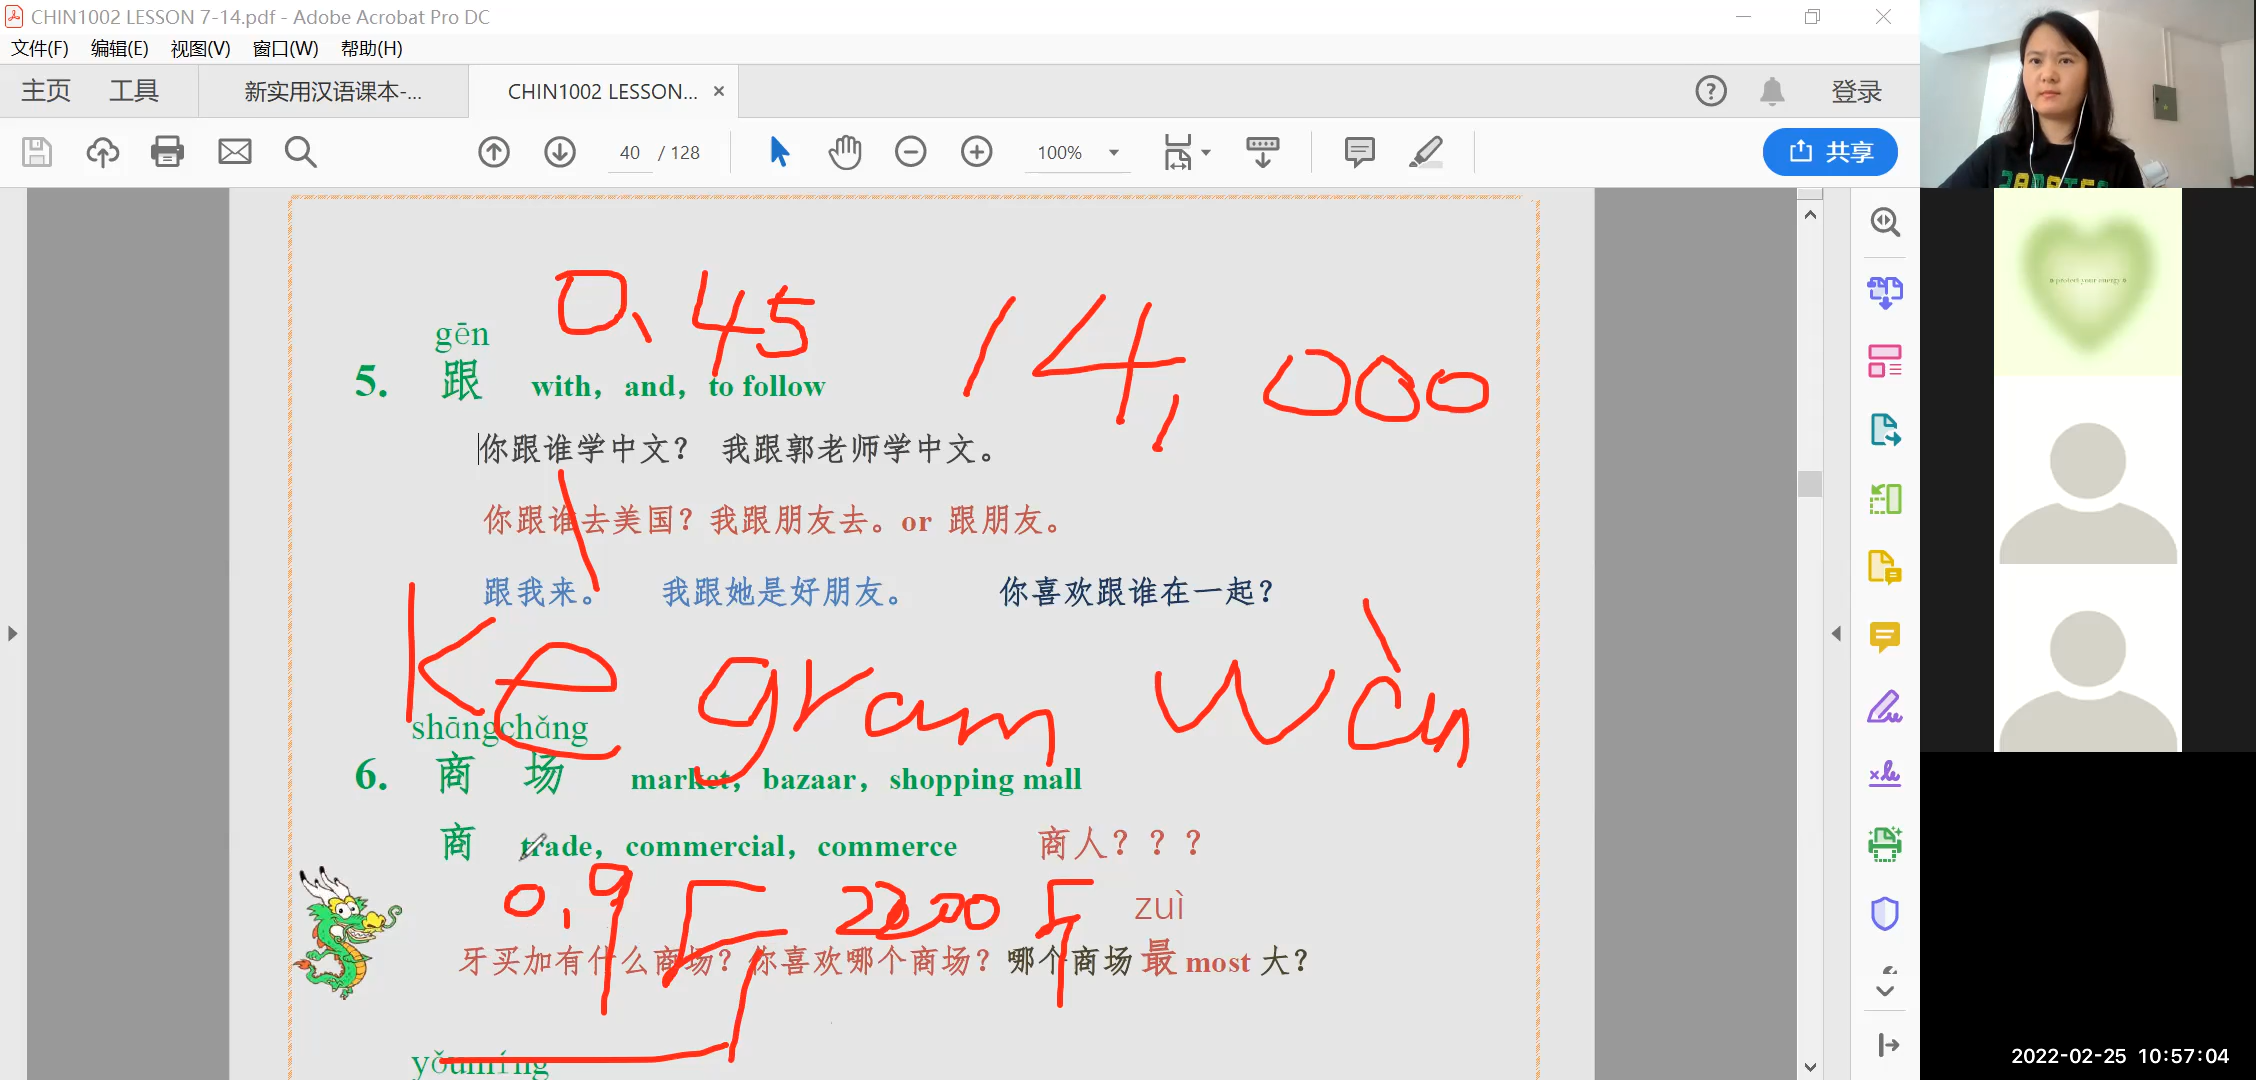 CHIN1002 LESSON 7-14.pdf - Adobe Acrobat Pro DC
文件(F) 编辑(E) 视图(V) 窗口(W) 帮助(H)
主页 工具 新实用汉语课本-... CHIN1002 LESSON... × 登录
40 / 128 100% 共享
0.45 14,000
gēn
5. 跟 with, and, to follow
你跟谁学中文? 我跟郭老师学中文。
你跟谁去美国? 我跟朋友去。or 跟朋友。
跟我来。 我跟她是好朋友。 你喜欢跟谁在一起?
ke gram wàn
shāngchǎng
6. 商 场 market, bazaar, shopping mall
商 trade, commercial, commerce 商人? ? ?
0.9
zuì
牙买加有什么商场? 你喜欢哪个商场? 哪个商场 最 most 大?
yǒumíng
protect your energy
2022-02-25 10:57:04